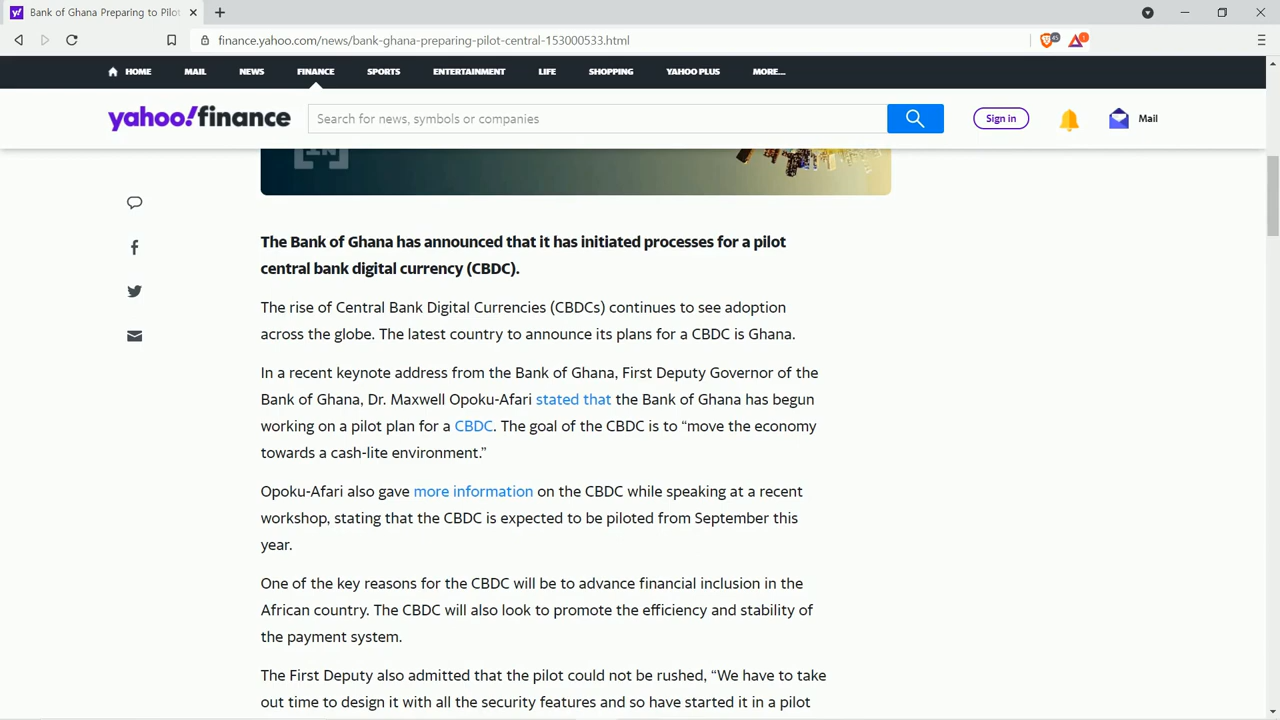 Bank of Ghana Preparing to Pilot
finance.yahoo.com/news/bank-ghana-preparing-pilot-central-153000533.html
45
1
HOME MAIL NEWS FINANCE SPORTS ENTERTAINMENT LIFE SHOPPING YAHOO PLUS MORE...
yahoo!finance
Search for news, symbols or companies
Sign in
Mail
IN
The Bank of Ghana has announced that it has initiated processes for a pilot
central bank digital currency (CBDC).
The rise of Central Bank Digital Currencies (CBDCs) continues to see adoption
across the globe. The latest country to announce its plans for a CBDC is Ghana.
In a recent keynote address from the Bank of Ghana, First Deputy Governor of the
Bank of Ghana, Dr. Maxwell Opoku-Afari stated that the Bank of Ghana has begun
working on a pilot plan for a CBDC. The goal of the CBDC is to “move the economy
towards a cash-lite environment.”
Opoku-Afari also gave more information on the CBDC while speaking at a recent
workshop, stating that the CBDC is expected to be piloted from September this
year.
One of the key reasons for the CBDC will be to advance financial inclusion in the
African country. The CBDC will also look to promote the efficiency and stability of
the payment system.
The First Deputy also admitted that the pilot could not be rushed, “We have to take
out time to design it with all the security features and so have started it in a pilot